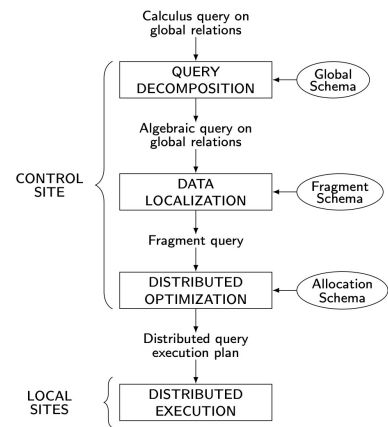 Calculus query on
global relations
QUERY
DECOMPOSITION
Global
Schema
Algebraic query on
global relations
CONTROL
SITE
DATA
LOCALIZATION
Fragment
Schema
Fragment query
DISTRIBUTED
OPTIMIZATION
Allocation
Schema
Distributed query
execution plan
LOCAL
SITES
DISTRIBUTED
EXECUTION